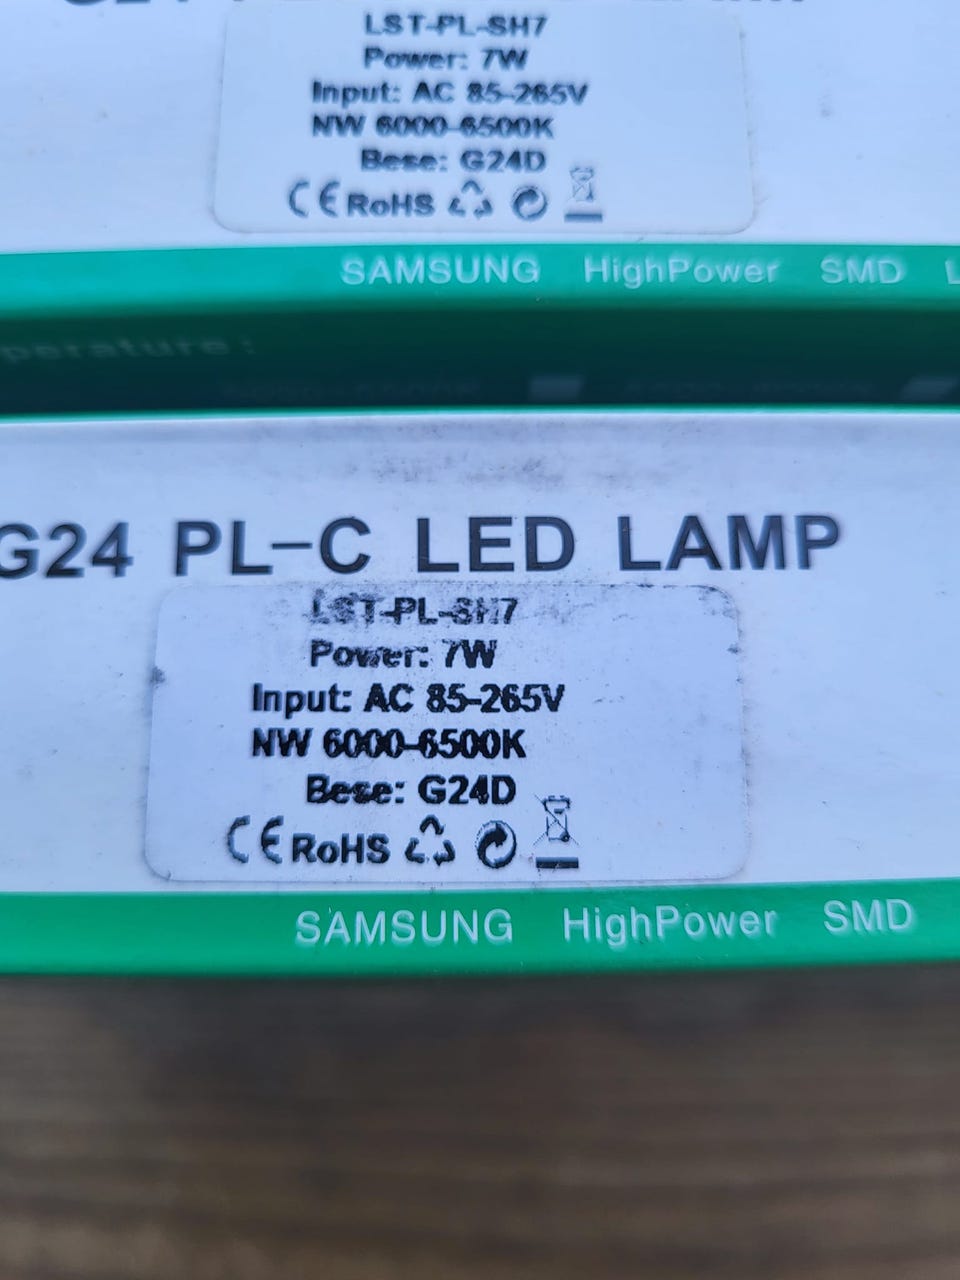 LST-PL-SH7
Power: 7W
Input: AC 85-265V
NW 6000-6500K
Bese: G24D
CE RoHS
SAMSUNG HighPower SMD L
perature:
G24 PL-C LED LAMP
LST-PL-SH7
Power: 7W
Input: AC 85-265V
NW 6000-6500K
Bese: G24D
CE RoHS
SAMSUNG HighPower SMD